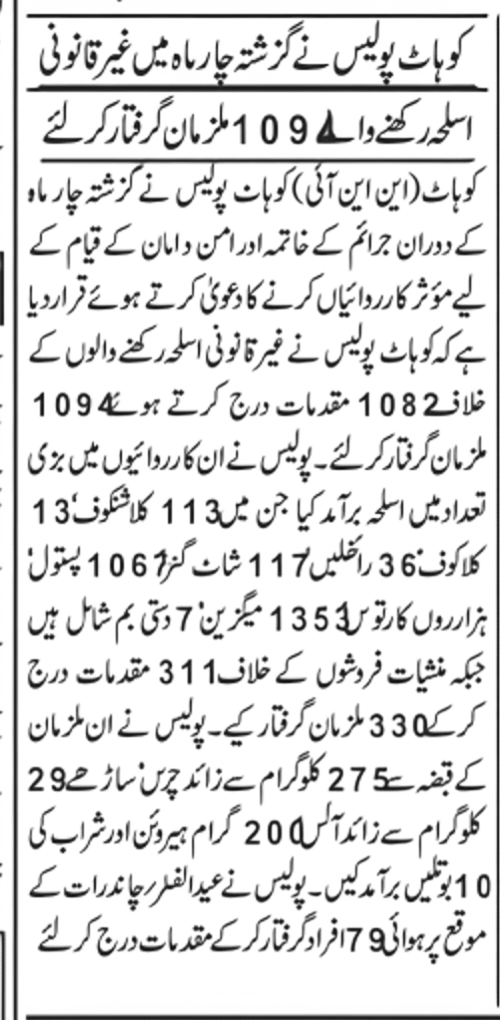 کوہاٹ پولیس نے گزشتہ چار ماہ میں غیر قانونی
اسلحہ رکھنے والے 1094 ملزمان گرفتار کر لئے
کوہاٹ (این این آئی) کوہاٹ پولیس نے گزشتہ چار ماہ
کے دوران جرائم کے خاتمہ اور امن و امان کے قیام کے
لیے مؤثر کارروائیاں کرنے کا دعویٰ کرتے ہوئے قرار دیا
ہے کہ کوہاٹ پولیس نے غیر قانونی اسلحہ رکھنے والوں کے
خلاف 1082 مقدمات درج کرتے ہوئے 1094
ملزمان گرفتار کر لئے۔ پولیس نے ان کارروائیوں میں بڑی
تعداد میں اسلحہ برآمد کیا جن میں 113 کلاشنکوف' 13
کلاکوف' 36 رائفلیں' 117 شاٹ گنز' 1067 پستول'
ہزاروں کارتوس' 1353 میگزین' 7 دستی بم شامل ہیں
جبکہ منشیات فروشوں کے خلاف 311 مقدمات درج
کر کے 330 ملزمان گرفتار کیے۔ پولیس نے ان ملزمان
کے قبضہ سے 275 کلوگرام سے زائد چرس' ساڑھے 29
کلوگرام سے زائد آئس' 200 گرام ہیروئن اور شراب کی
10 بوتلیں برآمد کیں۔ پولیس نے عید الفطر' چاند رات کے
موقع پر ہوائی 79 افراد گرفتار کر کے مقدمات درج کر لئے